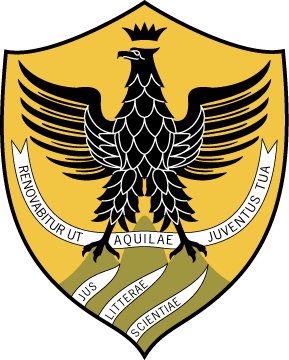 RENOVABITUR UT AQUILAE JUVENTUS TUA
JUS
LITTERAE
SCIENTIAE